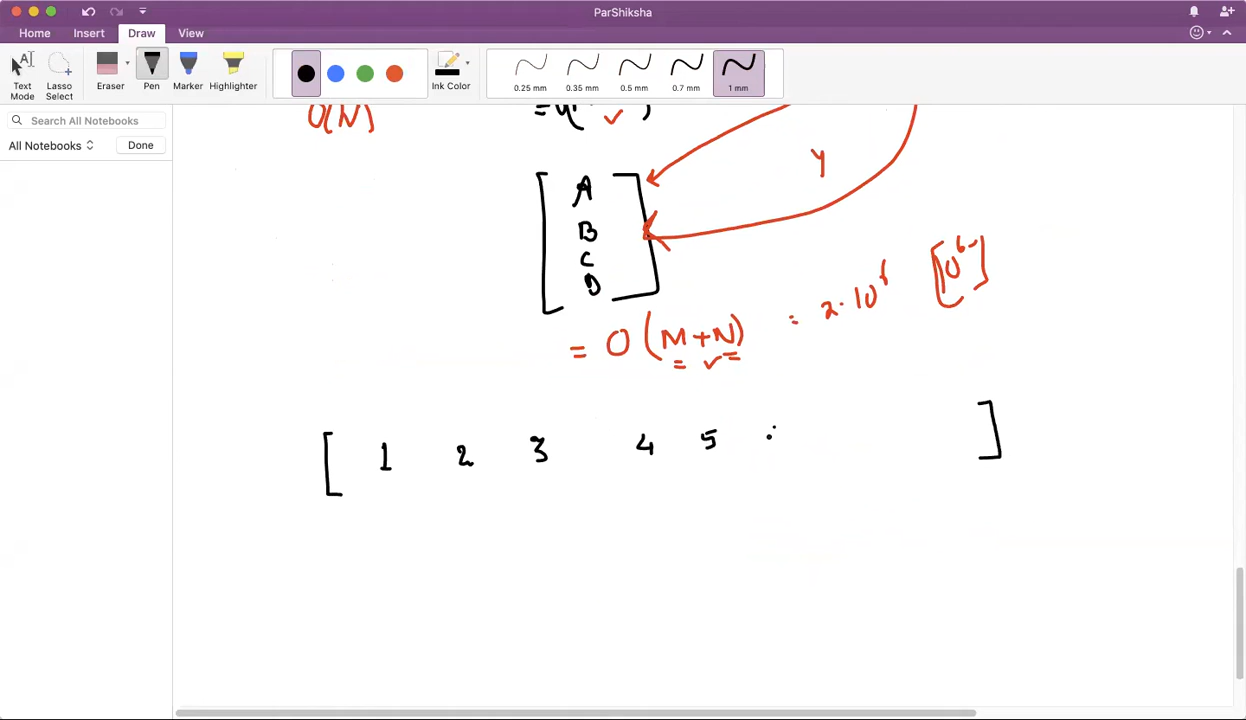 ParShiksha
Home Insert Draw View
Text Mode
Lasso Select
Eraser
Pen
Marker
Highlighter
Ink Color
0.25 mm
0.35 mm
0.5 mm
0.7 mm
1 mm
Search All Notebooks
All Notebooks
Done
O(N)
Y
A
B
C
D
= O (M+N) = 2·10⁶ [10⁶]
[ 1 2 3 4 5 ]